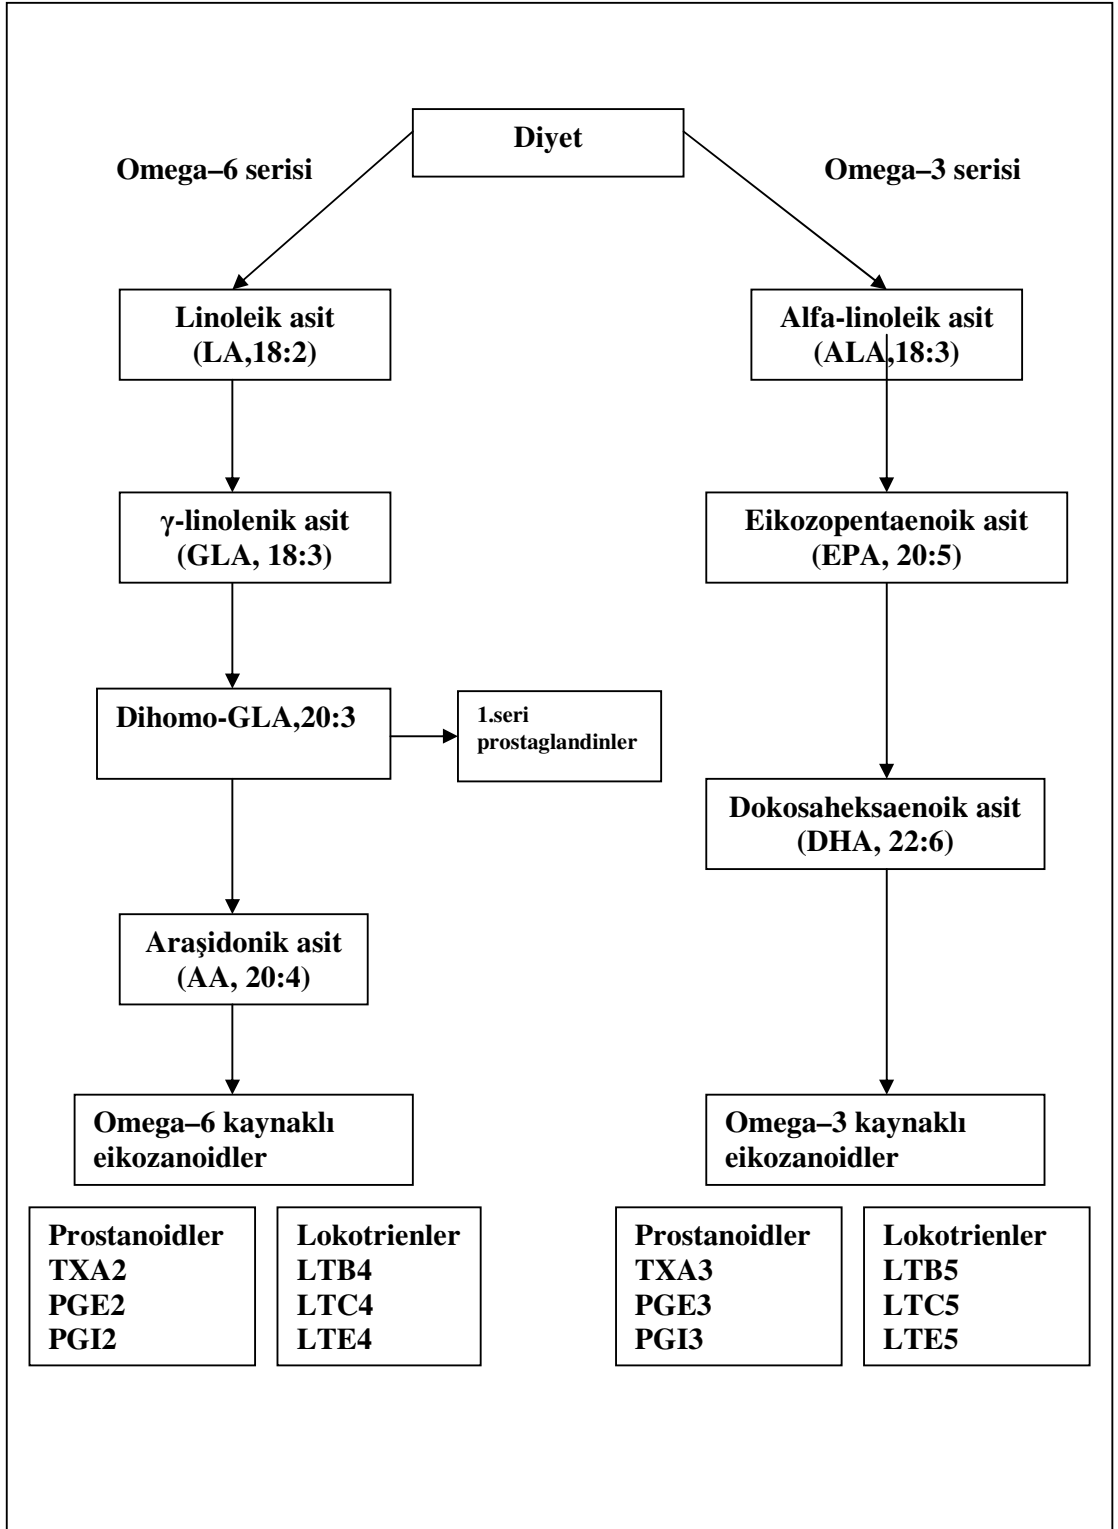 Diyet
Omega–6 serisi
Omega–3 serisi
Linoleik asit
(LA,18:2)
Alfa-linoleik asit
(ALA,18:3)
γ-linolenik asit
(GLA, 18:3)
Eikozopentaenoik asit
(EPA, 20:5)
Dihomo-GLA,20:3
1.seri
prostaglandinler
Dokosaheksaenoik asit
(DHA, 22:6)
Araşidonik asit
(AA, 20:4)
Omega–6 kaynaklı
eikozanoidler
Omega–3 kaynaklı
eikozanoidler
Prostanoidler
TXA2
PGE2
PGI2
Lokotrienler
LTB4
LTC4
LTE4
Prostanoidler
TXA3
PGE3
PGI3
Lokotrienler
LTB5
LTC5
LTE5